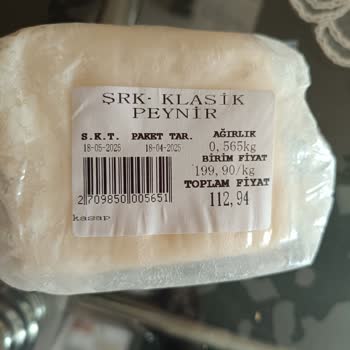 ŞRK- KLASİK
PEYNİR
S.K.T. PAKET TAR. AĞIRLIK
18-05-2025 18-04-2025 0,565kg
BİRİM FİYAT
199,90/kg
TOPLAM FİYAT
112,94
2 709850 005651
kasap